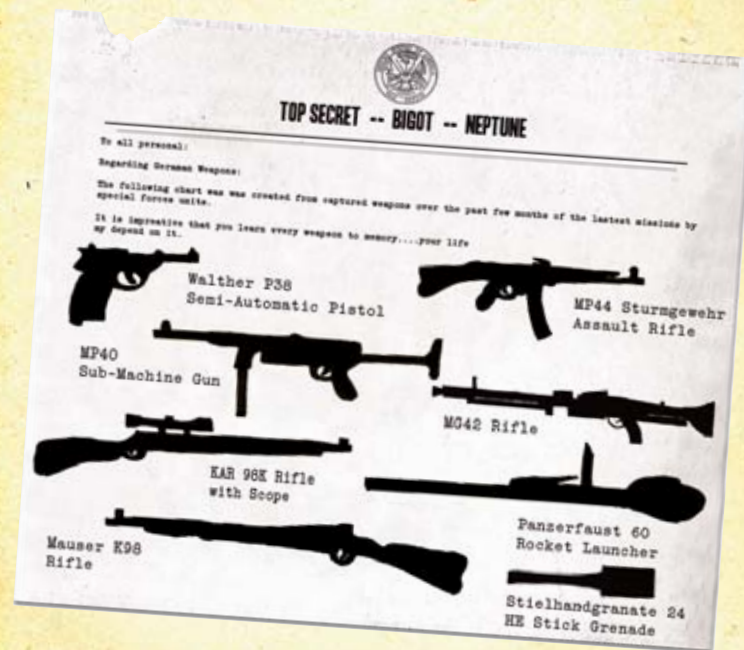 TOP SECRET -- BIGOT -- NEPTUNE
To all personal:
Regarding Geraman Weapons:
The following chart was was created from captured weapons over the past few months of the lastest missions by
special forces units.
It is impreaties that you learn every weapson to memory....your life
my depend on it.
Walther P38
Semi-Automatic Pistol
MP44 Sturmgewehr
Assault Rifle
MP40
Sub-Machine Gun
MG42 Rifle
KAR 98K Rifle
with Scope
Panzerfaust 60
Rocket Launcher
Mauser K98
Rifle
Stielhandgranate 24
HE Stick Grenade